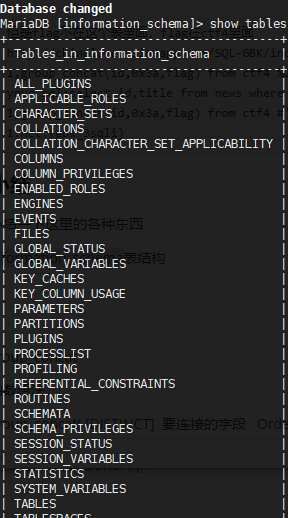 Database changed
MariaDB [information_schema]> show tables
| Tables_in_information_schema |
| ALL_PLUGINS |
| APPLICABLE_ROLES |
| CHARACTER_SETS |
| COLLATIONS |
| COLLATION_CHARACTER_SET_APPLICABILITY |
| COLUMNS |
| COLUMN_PRIVILEGES |
| ENABLED_ROLES |
| ENGINES |
| EVENTS |
| FILES |
| GLOBAL_STATUS |
| GLOBAL_VARIABLES |
| KEY_CACHES |
| KEY_COLUMN_USAGE |
| PARAMETERS |
| PARTITIONS |
| PLUGINS |
| PROCESSLIST |
| PROFILING |
| REFERENTIAL_CONSTRAINTS |
| ROUTINES |
| SCHEMATA |
| SCHEMA_PRIVILEGES |
| SESSION_STATUS |
| SESSION_VARIABLES |
| STATISTICS |
| SYSTEM_VARIABLES |
| TABLES |
| TABLESPACES |